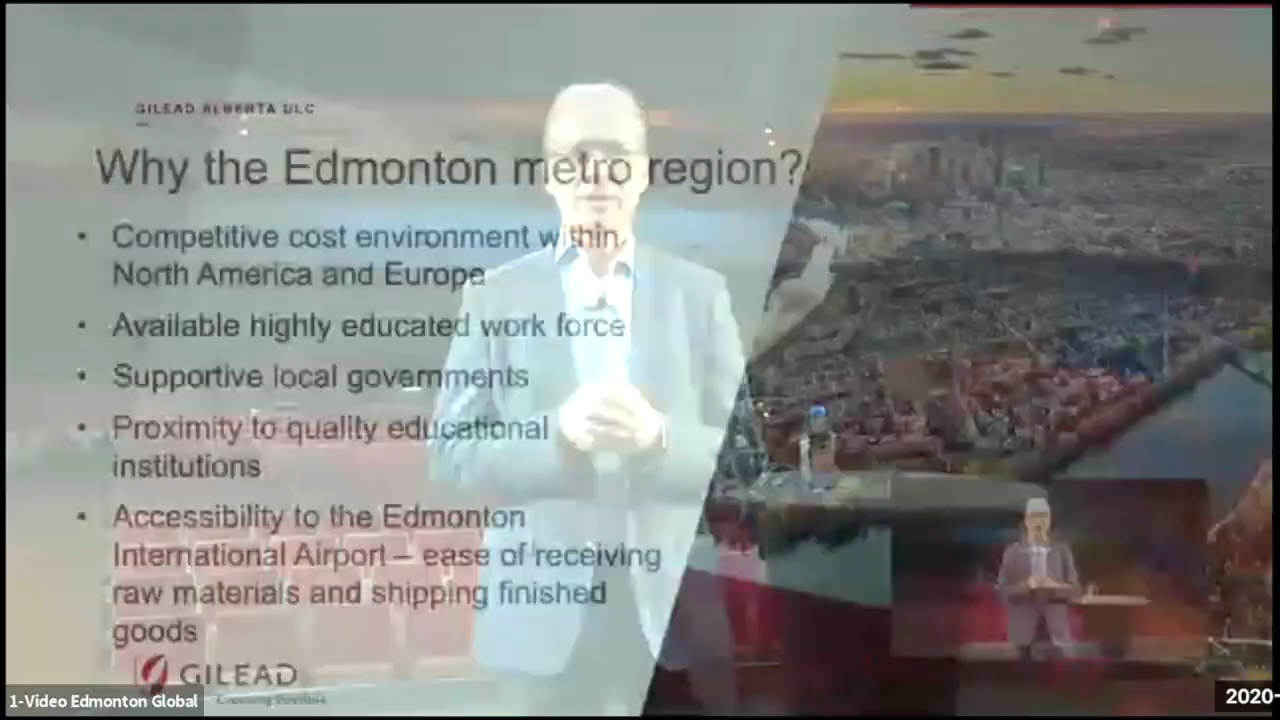 GILEAD ALBERTA ULC
Why the Edmonton metro region?
• Competitive cost environment within
North America and Europe
• Available highly educated work force
• Supportive local governments
• Proximity to quality educational
institutions
• Accessibility to the Edmonton
International Airport – ease of receiving
raw materials and shipping finished
goods
GILEAD
1-Video Edmonton Global
2020-